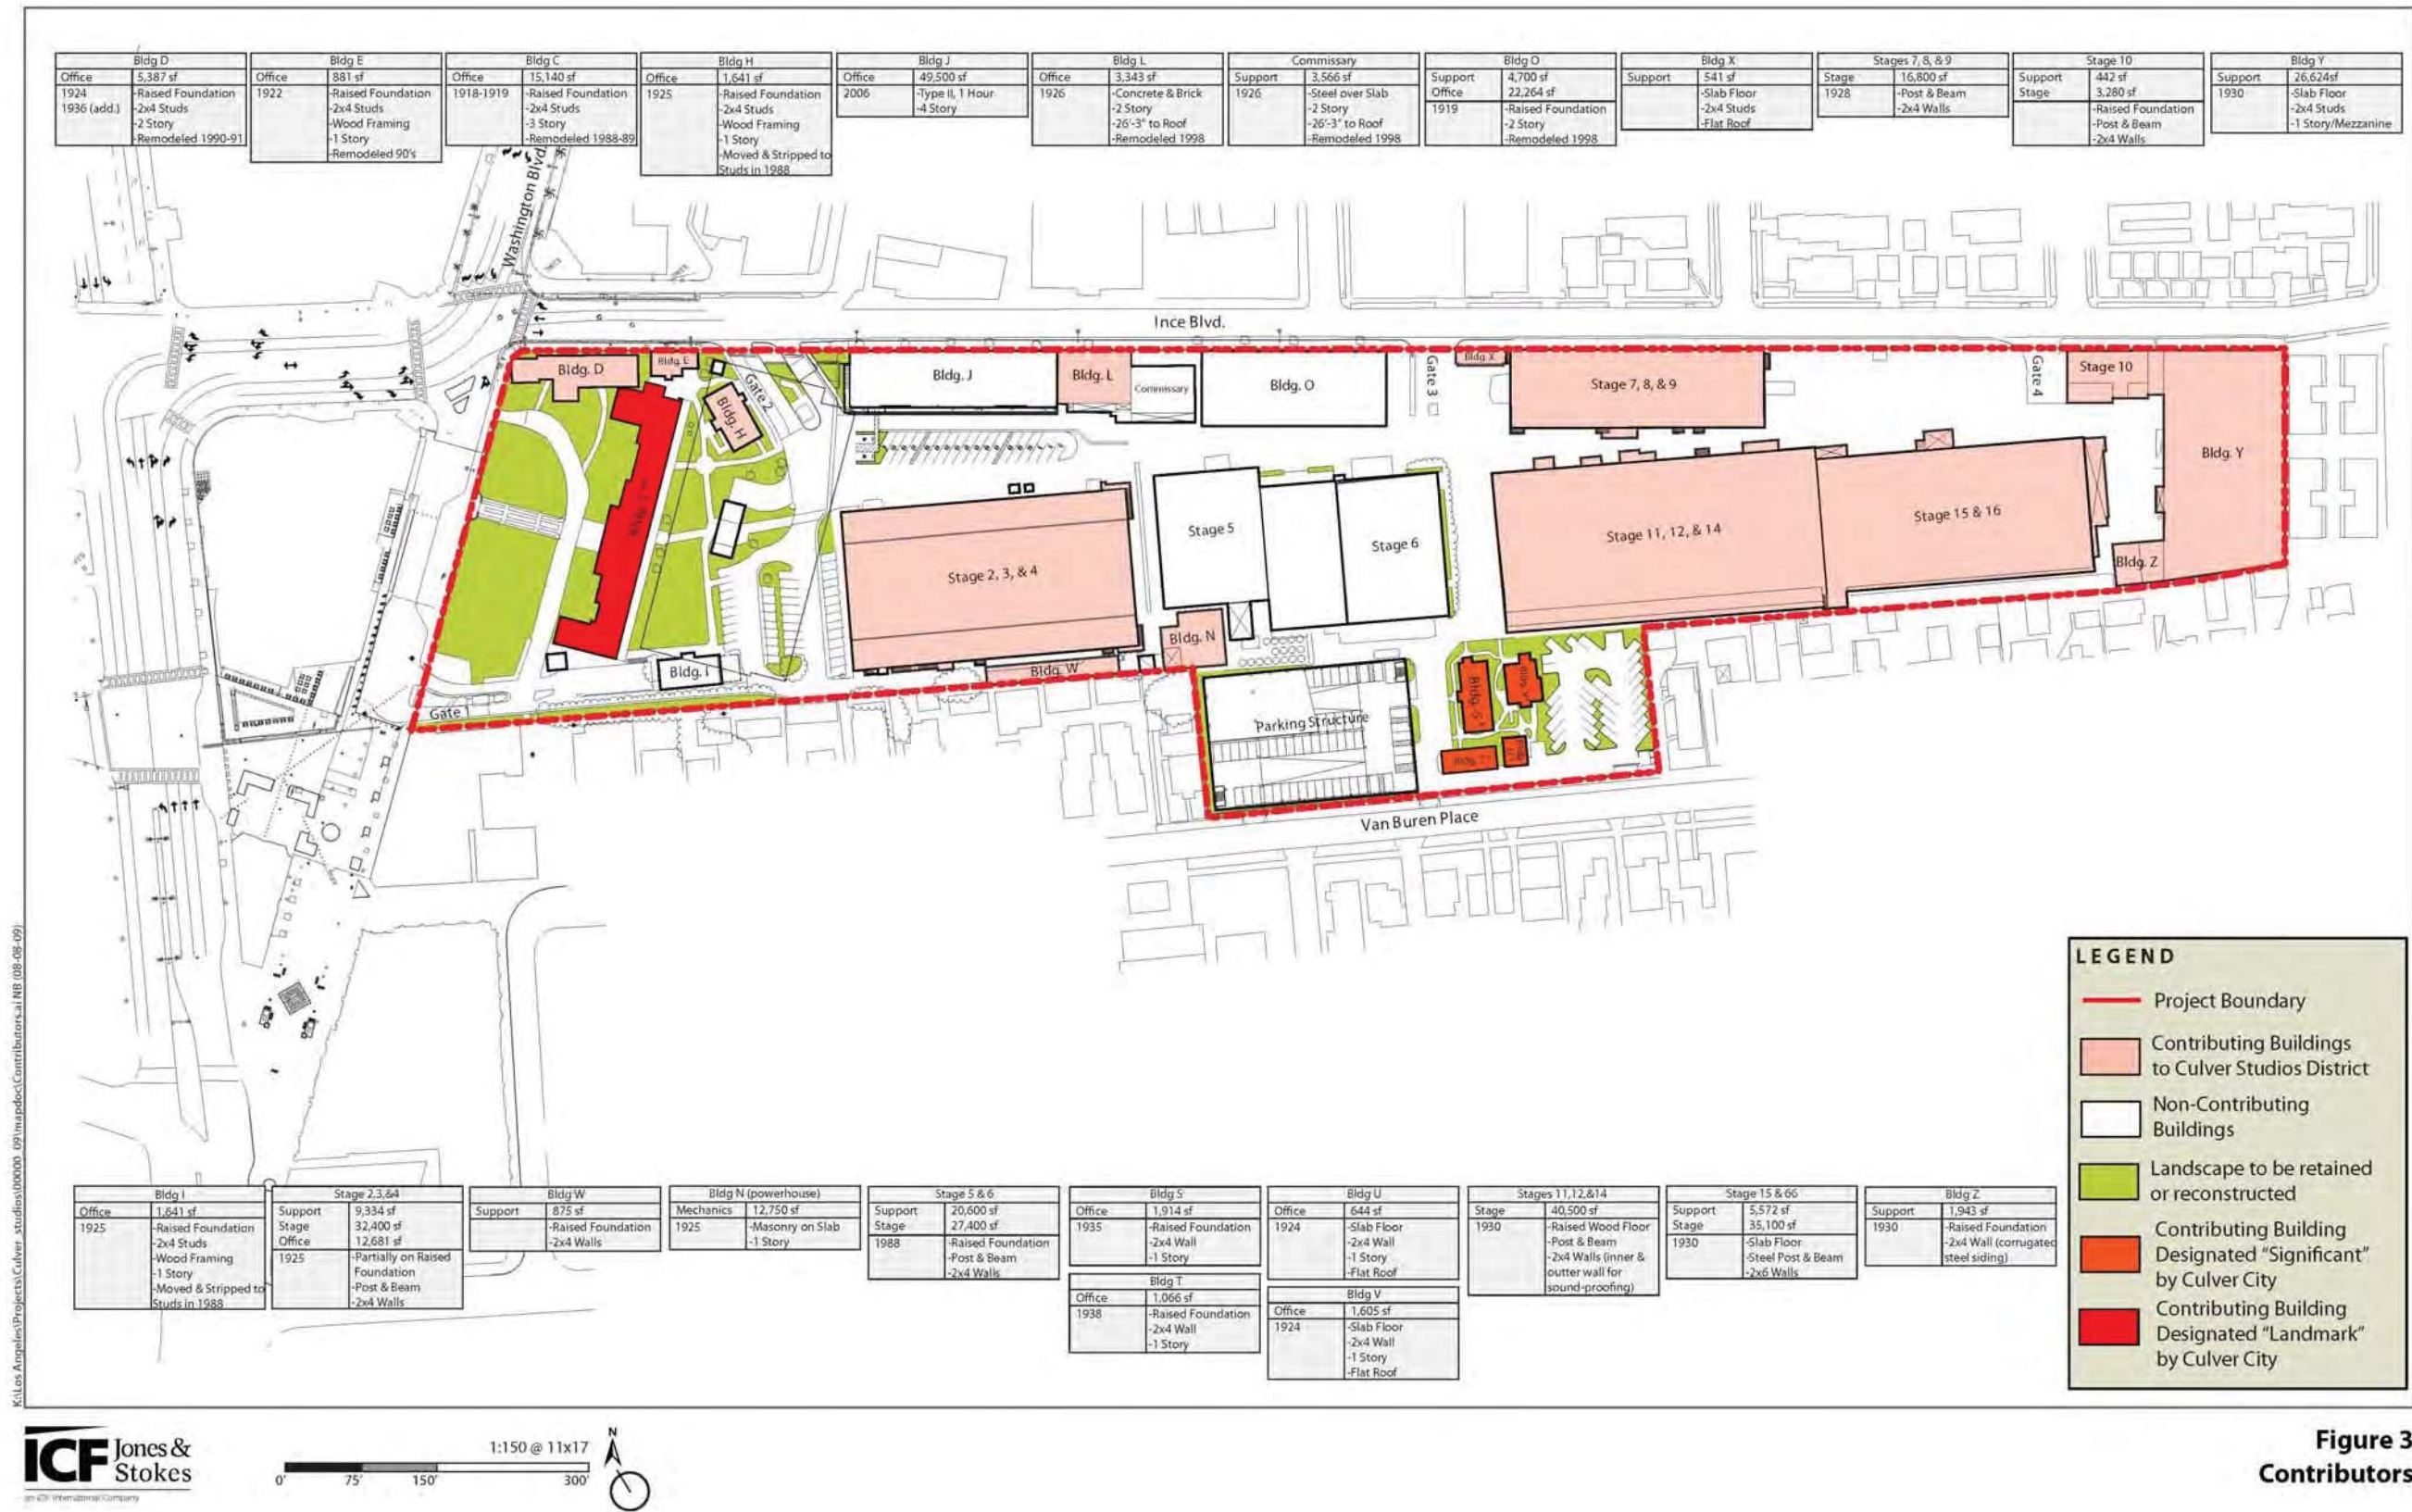 Bldg D
Office 5,387 sf
1924 -Raised Foundation
1936 (add.) -2x4 Studs
-2 Story
-Remodeled 1990-91
Bldg E
Office 881 sf
1922 -Raised Foundation
-2x4 Studs
-Wood Framing
-1 Story
-Remodeled 90's
Bldg C
Office 15,140 sf
1918-1919 -Raised Foundation
-2x4 Studs
-3 Story
-Remodeled 1988-89
Bldg H
Office 1,641 sf
1925 -Raised Foundation
-2x4 Studs
-Wood Framing
-1 Story
-Moved & Stripped to
Studs in 1988
Bldg J
Office 49,500 sf
2006 -Type II, 1 Hour
-4 Story
Bldg L
Office 3,343 sf
1926 -Concrete & Brick
-2 Story
-26'-3" to Roof
-Remodeled 1998
Commissary
Support 3,566 sf
1926 -Steel over Slab
-2 Story
-26'-3" to Roof
-Remodeled 1998
Bldg O
Support 4,700 sf
Office 22,264 sf
1919 -Raised Foundation
-2 Story
-Remodeled 1998
Bldg X
Support 541 sf
-Slab Floor
-2x4 Studs
-Flat Roof
Stages 7, 8, & 9
Stage 16,800 sf
1928 -Post & Beam
-2x4 Walls
Stage 10
Support 442 sf
Stage 3,280 sf
-Raised Foundation
-Post & Beam
-2x4 Walls
Bldg Y
Support 26,624sf
1930 -Slab Floor
-2x4 Studs
-1 Story/Mezzanine
Washington Blvd.
Ince Blvd.
Bldg. D
Bldg. E
Gate 2
Bldg. H
Bldg. J
Bldg. L
Commissary
Bldg. O
Gate 3
Bldg X
Stage 7, 8, & 9
Gate 4
Stage 10
Bldg. Y
Stage 2, 3, & 4
Stage 5
Stage 6
Stage 11, 12, & 14
Stage 15 & 16
Bldg. Z
Bldg. N
Bldg. W
Bldg. I
Gate 1
Parking Structure
Bldg. S
Bldg. V
Bldg. T
Van Buren Place
LEGEND
Project Boundary
Contributing Buildings
to Culver Studios District
Non-Contributing
Buildings
Landscape to be retained
or reconstructed
Contributing Building
Designated "Significant"
by Culver City
Contributing Building
Designated "Landmark"
by Culver City
Bldg I
Office 1,641 sf
1925 -Raised Foundation
-2x4 Studs
-Wood Framing
-1 Story
-Moved & Stripped to
Studs in 1988
Stage 2,3,&4
Support 9,334 sf
Stage 32,400 sf
Office 12,681 sf
1925 -Partially on Raised
Foundation
-Post & Beam
-2x4 Walls
Bldg W
Support 875 sf
-Raised Foundation
-2x4 Walls
Bldg N (powerhouse)
Mechanics 12,750 sf
1925 -Masonry on Slab
-1 Story
Stage 5 & 6
Support 20,600 sf
Stage 27,400 sf
1988 -Raised Foundation
-Post & Beam
-2x4 Walls
Bldg S
Office 1,914 sf
1935 -Raised Foundation
-2x4 Wall
-1 Story
Bldg T
Office 1,066 sf
1938 -Raised Foundation
-2x4 Wall
-1 Story
Bldg U
Office 644 sf
1924 -Slab Floor
-2x4 Wall
-1 Story
-Flat Roof
Bldg V
Office 1,605 sf
1924 -Slab Floor
-2x4 Wall
-1 Story
-Flat Roof
Stages 11,12,&14
Stage 40,500 sf
1930 -Raised Wood Floor
-Post & Beam
-2x4 Walls (inner &
outter wall for
sound-proofing)
Stage 15 & 66
Support 5,572 sf
Stage 35,100 sf
1930 -Slab Floor
-Steel Post & Beam
-2x6 Walls
Bldg Z
Support 1,943 sf
1930 -Raised Foundation
-2x4 Wall (corrugated
steel siding)
K:\Los Angeles\Projects\Culver_studios\00000_09\mapdoc\Contributors.ai NB (08-08-09)
ICF Jones &
Stokes
an ICF International Company
1:150 @ 11x17
0' 75' 150' 300'
N
Figure 3
Contributors